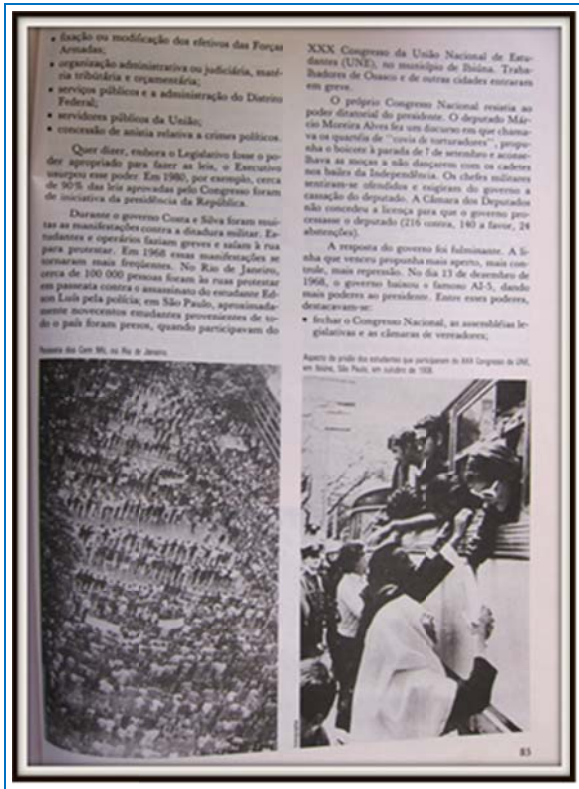 • fixação ou modificação dos efetivos das Forças
Armadas;
• organização administrativa ou judiciária, maté-
ria tributária e orçamentária;
• serviços públicos e a administração do Distrito
Federal;
• servidores públicos da União;
• concessão de anistia relativa a crimes políticos.
Quer dizer, embora o Legislativo fosse o po-
der apropriado para fazer as leis, o Executivo
usurpou esse poder. Em 1980, por exemplo, cerca
de 90% das leis aprovadas pelo Congresso foram
de iniciativa da presidência da República.
Durante o governo Costa e Silva foram mui-
tas as manifestações contra a ditadura militar. Es-
tudantes e operários faziam greves e saíam à rua
para protestar. Em 1968 essas manifestações se
tornaram mais freqüentes. No Rio de Janeiro,
cerca de 100 000 pessoas foram às ruas protestar
em passeata contra o assassinato do estudante Ed-
son Luís pela polícia; em São Paulo, aproximada-
mente novecentos estudantes provenientes de to-
do o país foram presos, quando participavam do
Passeata dos Cem Mil, no Rio de Janeiro.
XXX Congresso da União Nacional de Estu-
dantes (UNE), no município de Ibiúna. Traba-
lhadores de Osasco e de outras cidades entraram
em greve.
O próprio Congresso Nacional resistia ao
poder ditatorial do presidente. O deputado Már-
cio Moreira Alves fez um discurso em que chama-
va os quartéis de "covis de torturadores", propu-
nha o boicote à parada de 7 de setembro e aconse-
lhava as moças a não dançarem com os cadetes
nos bailes da Independência. Os chefes militares
sentiram-se ofendidos e exigiram do governo a
cassação do deputado. A Câmara dos Deputados
não concedeu a licença para que o governo pro-
cessasse o deputado (216 contra, 140 a favor, 24
abstenções).
A resposta do governo foi fulminante. A li-
nha que venceu propunha mais aperto, mais con-
trole, mais repressão. No dia 13 de dezembro de
1968, o governo baixou o famoso AI-5, dando
mais poderes ao presidente. Entre esses poderes,
destacavam-se:
• fechar o Congresso Nacional, as assembléias le-
gislativas e as câmaras de vereadores;
Aspecto da prisão dos estudantes que participavam do XXX Congresso da UNE,
em Ibiúna, São Paulo, em outubro de 1968.
83